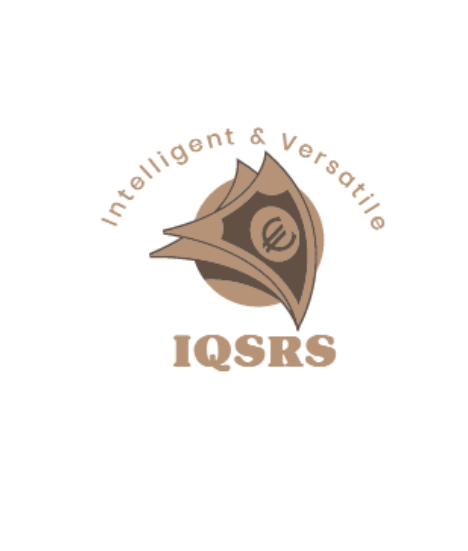 Intelligent & Versatile
€
IQSRS